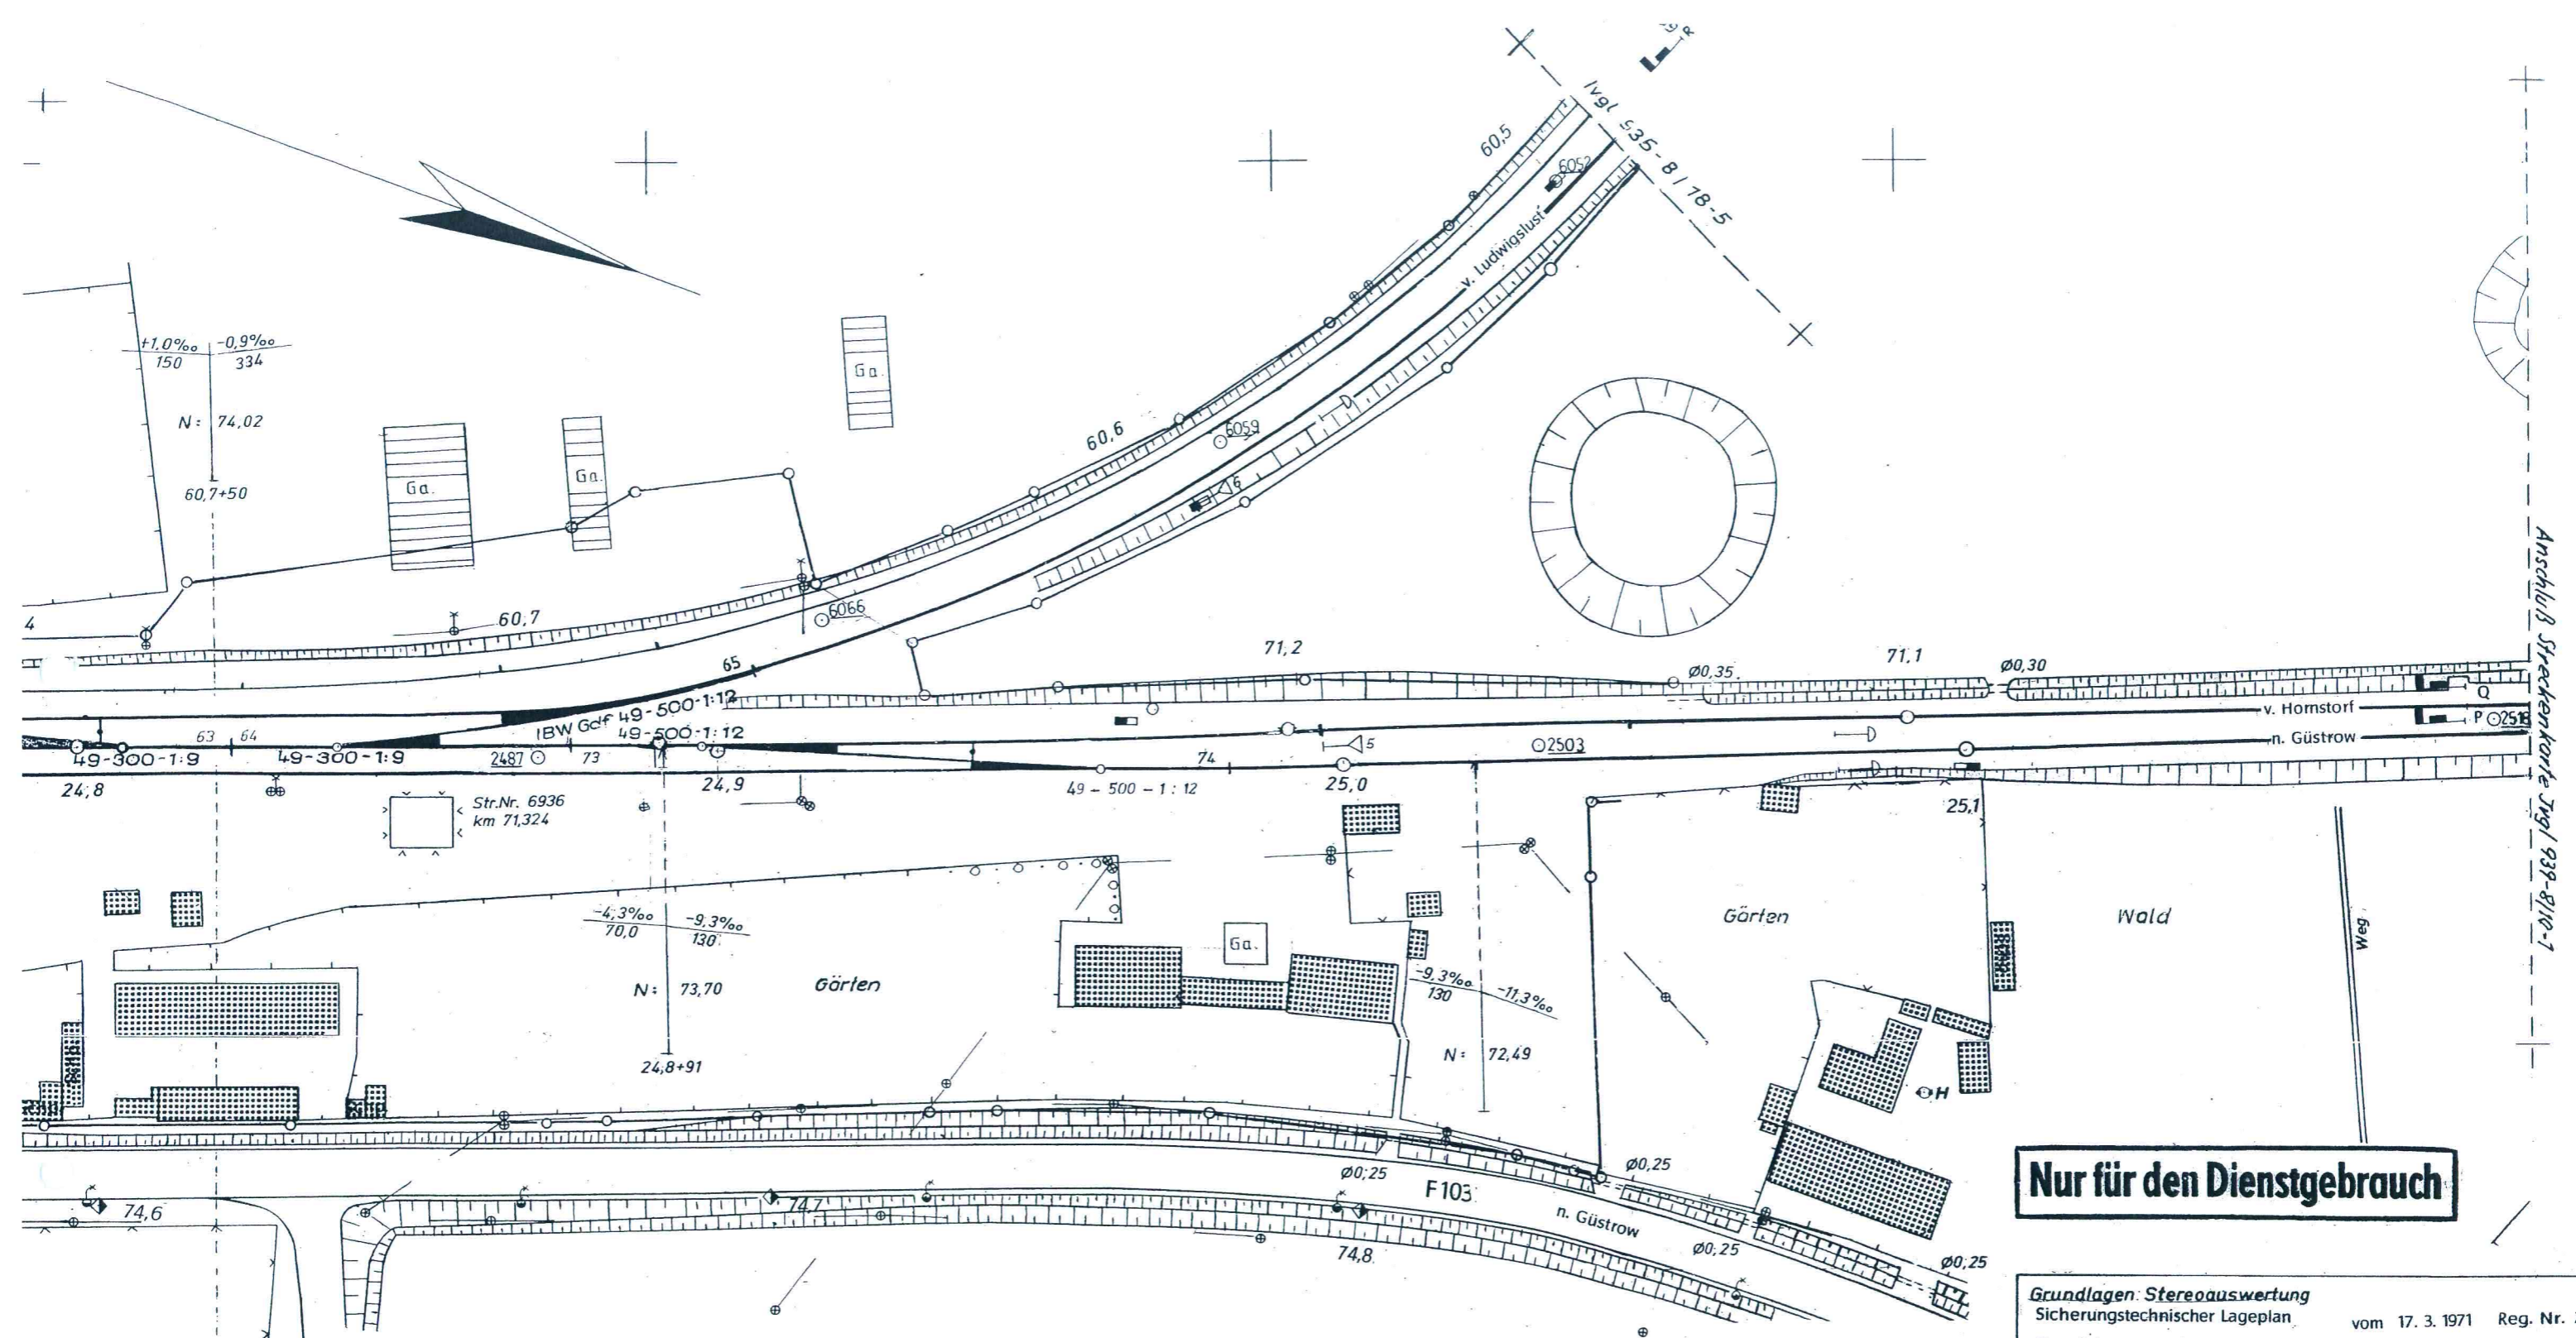 R
Ivgl 935-8/18-5
60,5
6052
v. Ludwigslust
+1,0‰ -0,9‰
150 334
N: 74,02
60,7+50
Ga.
Ga.
Ga.
60,6
6059
6
6066
60,7
4
65
71,2
Ø0,35
71,1
Ø0,30
Q
v. Hornstorf
P
n. Güstrow
IBW Gdf 49-500-1:12
49-500-1:12
63 64
49-300-1:9
49-300-1:9
2487
73
5
2503
74
24,8
24,9
49-500-1:12
25,0
25,1
Str.Nr. 6936
km 71,324
Anschluß Streckenkarte Ivgl 939-8/10-1
-4,3‰ -9,3‰
70,0 130
N: 73,70
24,8+91
Gärten
Ga.
-9,3‰ -11,3‰
130
N: 72,49
Gärten
Wald
Weg
H
Ø0,25
Ø0,25
F103
n. Güstrow
Ø0,25
Ø0,25
74,6
74,7
74,8
Nur für den Dienstgebrauch
Grundlagen: Stereoauswertung
Sicherungstechnischer Lageplan vom 17. 3. 1971 Reg. Nr.